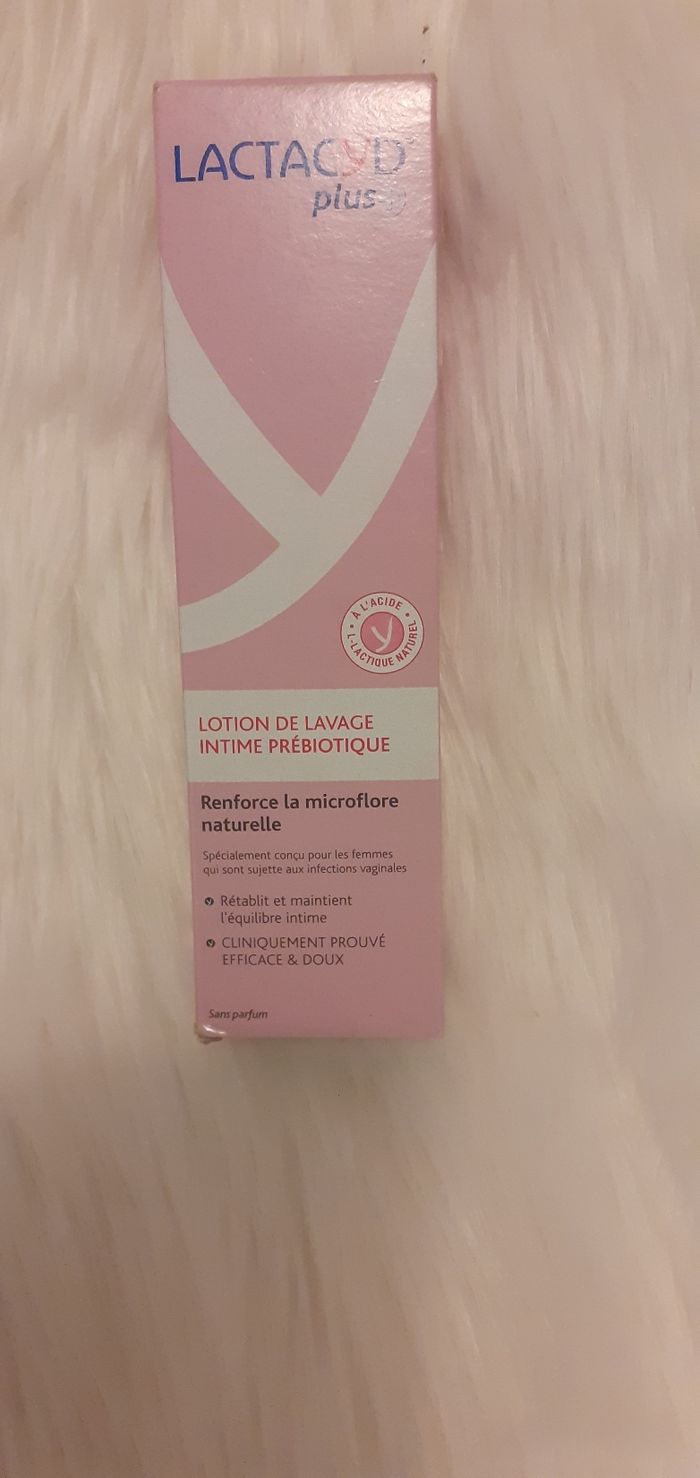 LACTACYD
plus
À L'ACIDE
L-LACTIQUE NATUREL
y
LOTION DE LAVAGE
INTIME PRÉBIOTIQUE
Renforce la microflore
naturelle
Spécialement conçu pour les femmes
qui sont sujette aux infections vaginales
Rétablit et maintient
l'équilibre intime
CLINIQUEMENT PROUVÉ
EFFICACE & DOUX
Sans parfum